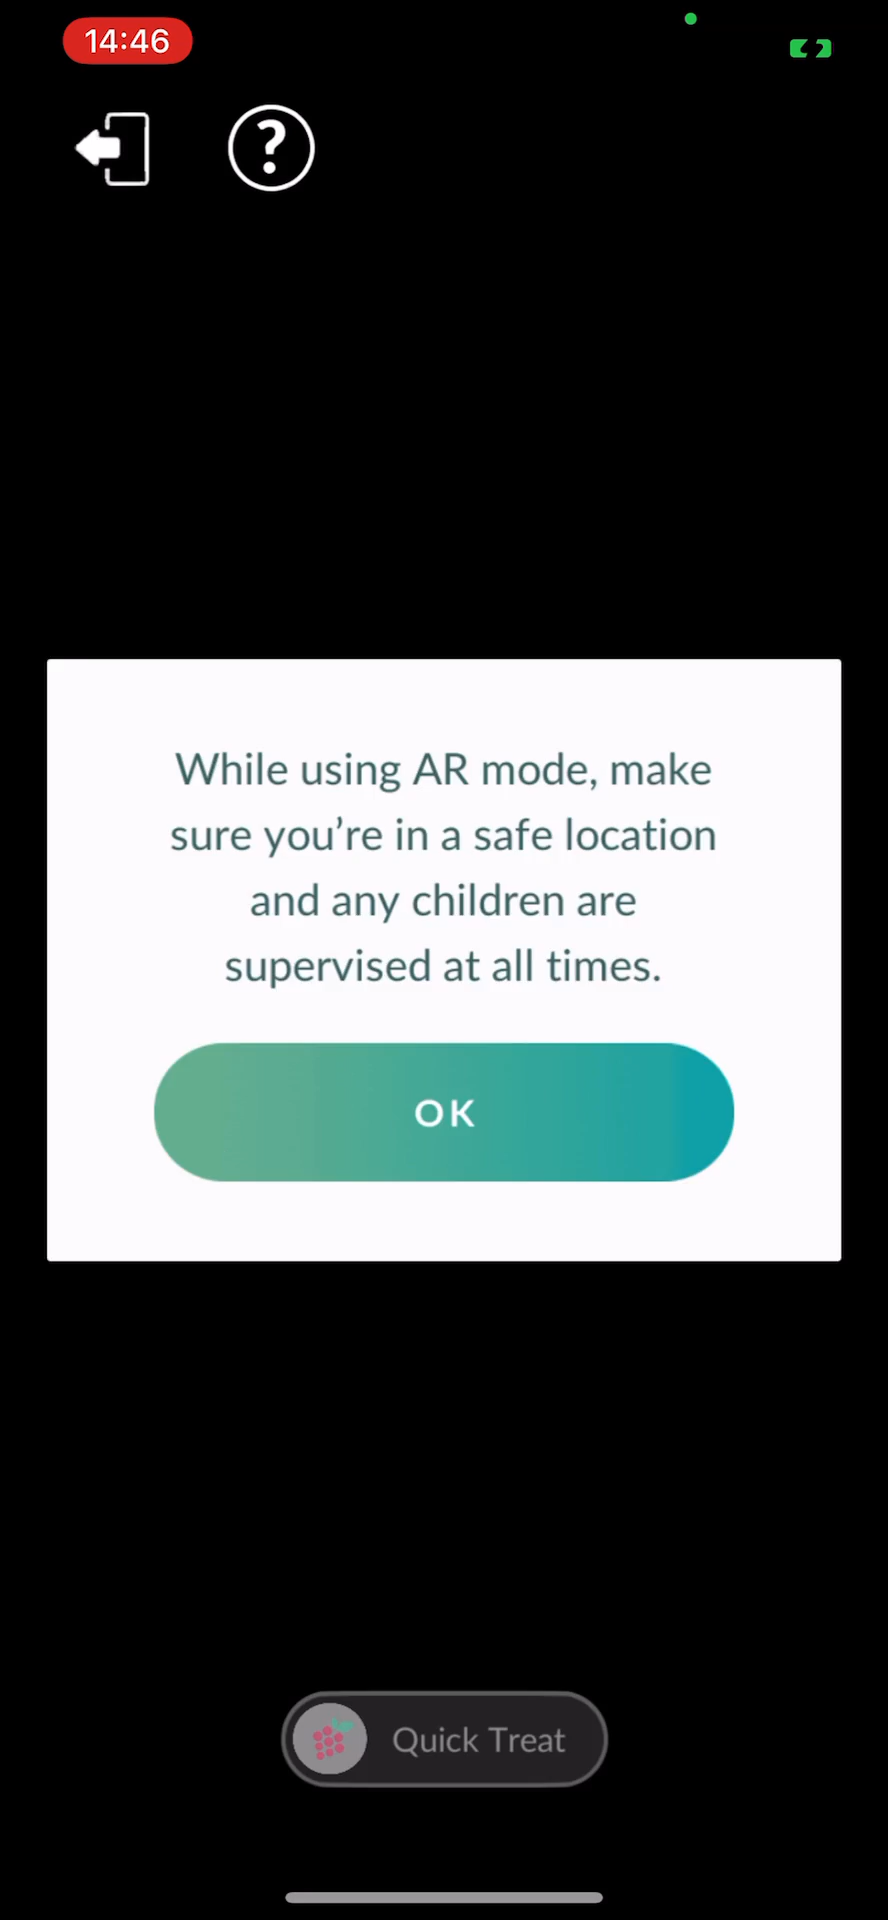 14:46
?
While using AR mode, make
sure you’re in a safe location
and any children are
supervised at all times.
OK
Quick Treat